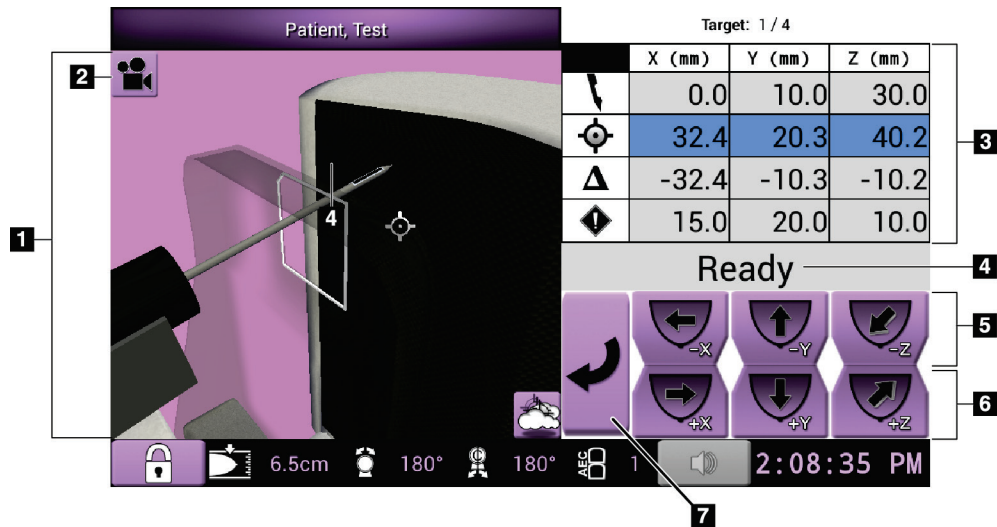 Patient, Test
Target: 1 / 4
X (mm) Y (mm) Z (mm)
0.0 10.0 30.0
32.4 20.3 40.2
Δ -32.4 -10.3 -10.2
! 15.0 20.0 10.0
Ready
-X -Y -Z
+X +Y +Z
4
6.5cm 180° C 180° AEC 1 2:08:35 PM
1
2
3
4
5
6
7